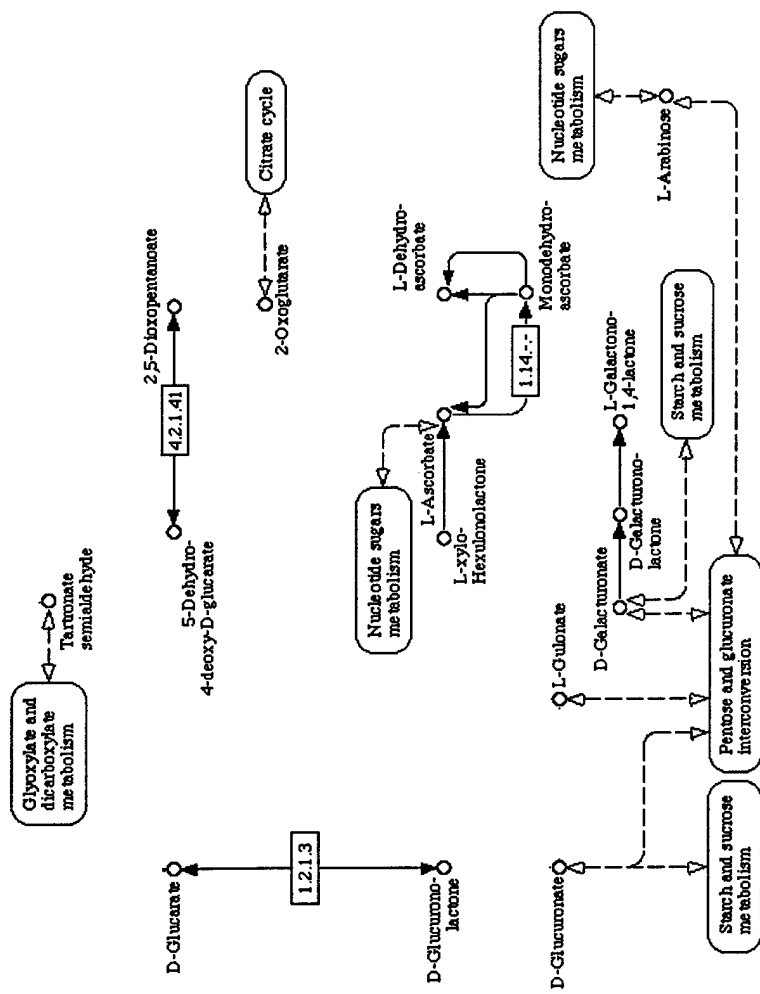 Glyoxylate and
dicarboxylate
metabolism
Tartronate
semialdehyde
D-Glucarate
1.2.1.3
D-Glucurono-
lactone
5-Dehydro-
4-deoxy-D-glucarate
4.2.1.41
2,5-Dioxopentanoate
2-Oxoglutarate
Citrate cycle
Nucleotide sugars
metabolism
L-Ascorbate
L-xylo-
Hexulonolactone
1.14.-.-
L-Dehydro-
ascorbate
Monodehydro-
ascorbate
D-Glucuronate
Starch and sucrose
metabolism
L-Gulonate
Pentose and glucuronate
interconversion
D-Galacturonate
D-Galacturono-
lactone
L-Galactono-
1,4-lactone
Starch and sucrose
metabolism
Nucleotide sugars
metabolism
L-Arabinose